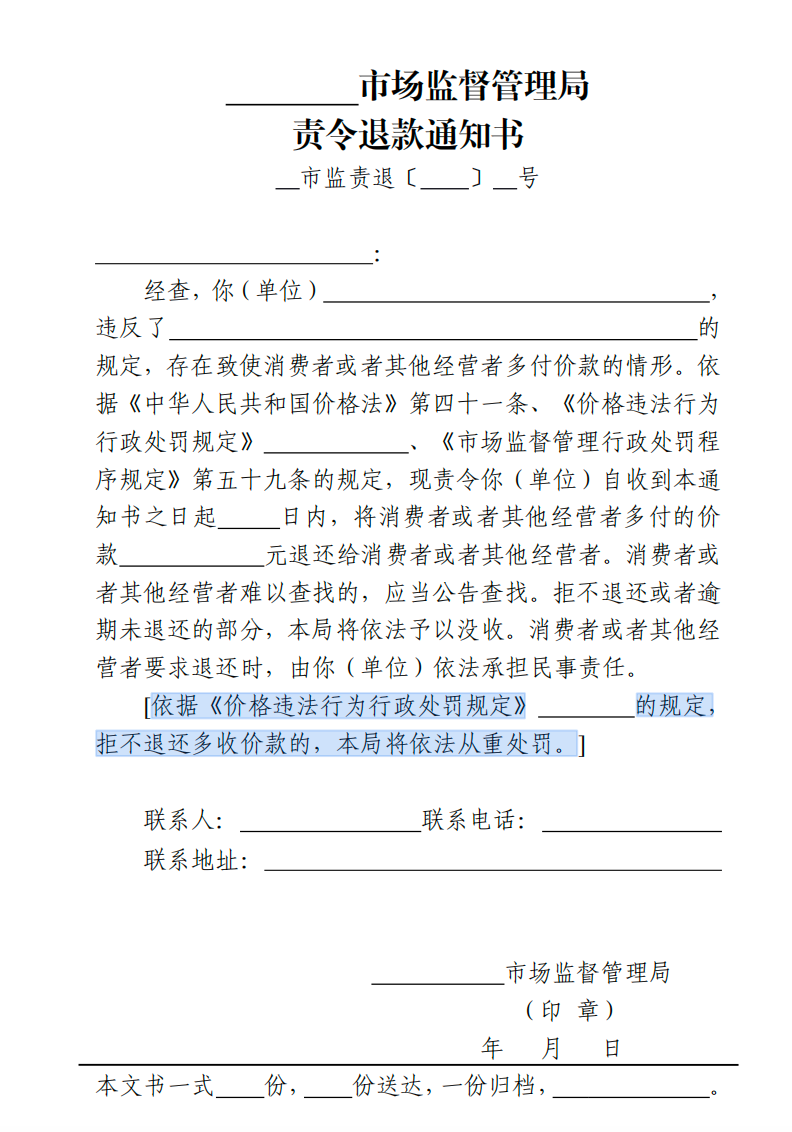 ________市场监督管理局
责令退款通知书
__市监责退〔____〕__号
____________________：
经查，你（单位）____________________________，
违反了______________________________________的
规定，存在致使消费者或者其他经营者多付价款的情形。依
据《中华人民共和国价格法》第四十一条、《价格违法行为
行政处罚规定》____________、《市场监督管理行政处罚程
序规定》第五十九条的规定，现责令你（单位）自收到本通
知书之日起_____日内，将消费者或者其他经营者多付的价
款____________元退还给消费者或者其他经营者。消费者或
者其他经营者难以查找的，应当公告查找。拒不退还或者逾
期未退还的部分，本局将依法予以没收。消费者或者其他经
营者要求退还时，由你（单位）依法承担民事责任。
[依据《价格违法行为行政处罚规定》________的规定，
拒不退还多收价款的，本局将依法从重处罚。]
联系人：_______________联系电话：_______________
联系地址：______________________________________
___________市场监督管理局
（印 章）
年 月 日
本文书一式____份，____份送达，一份归档，_____________。